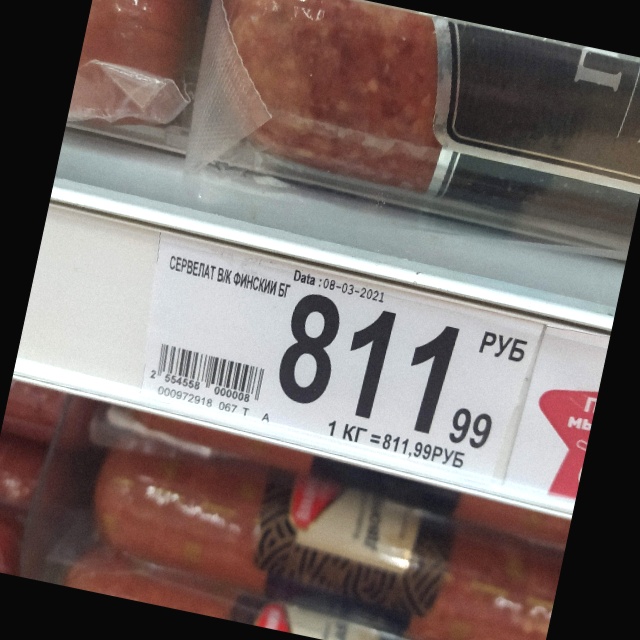 СЕРВЕЛАТ В/К ФИНСКИЙ БГ
Data : 08-03-2021
811 99
РУБ
2 554558 000008
000972918 067 T A
1 КГ =811,99РУБ